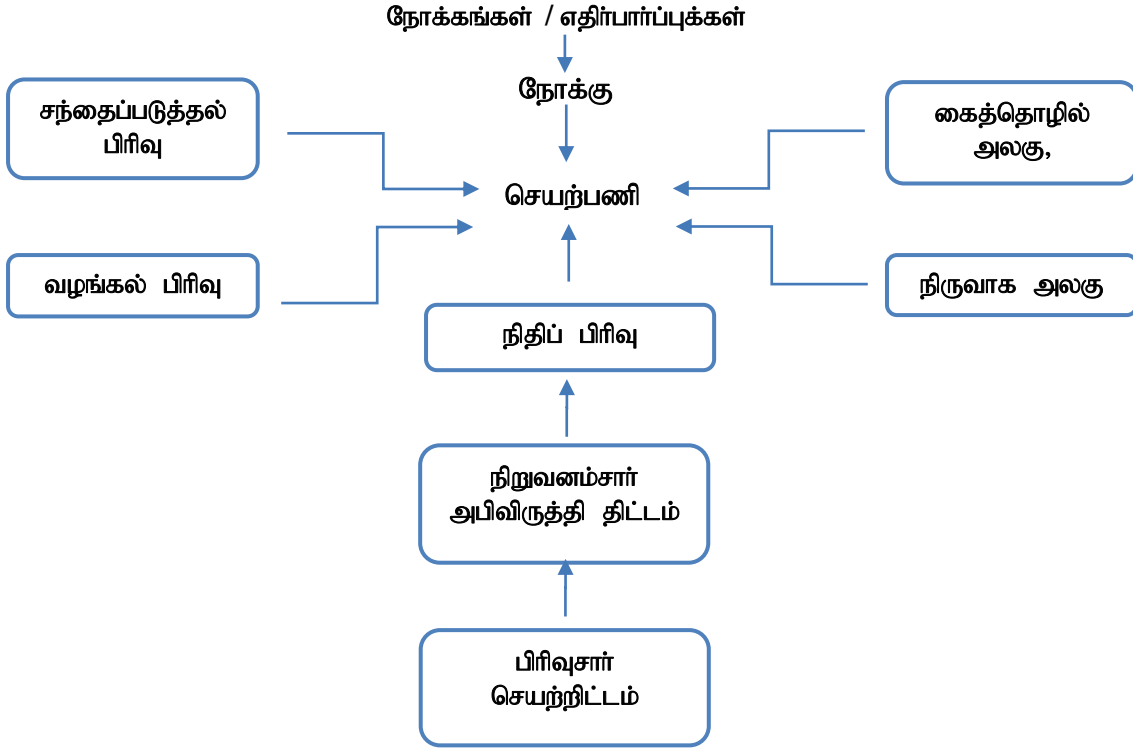 நோக்கங்கள் / எதிர்பார்ப்புக்கள்
நோக்கு
சந்தைப்படுத்தல்
பிரிவு
கைத்தொழில்
அலகு,
செயற்பணி
வழங்கல் பிரிவு
நிருவாக அலகு
நிதிப் பிரிவு
நிறுவனம்சார்
அபிவிருத்தி திட்டம்
பிரிவுசார்
செயற்றிட்டம்